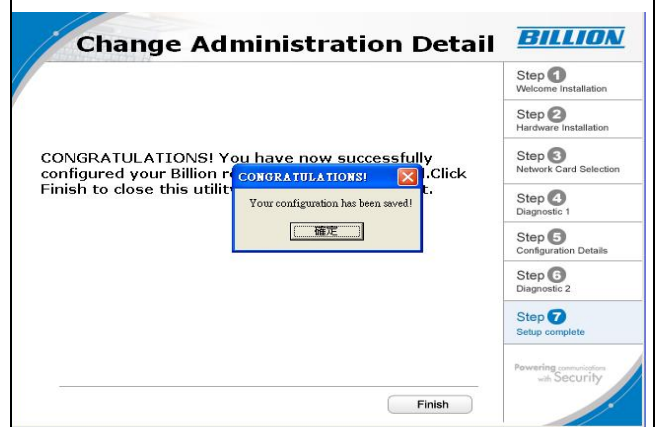 Change Administration Detail
BILLION
CONGRATULATIONS! You have now successfully
configured your Billion r .Click
Finish to close this utilit t.
CONGRATULATIONS!
Your configuration has been saved!
確定
Finish
Step 1
Welcome Installation
Step 2
Hardware Installation
Step 3
Network Card Selection
Step 4
Diagnostic 1
Step 5
Configuration Details
Step 6
Diagnostic 2
Step 7
Setup complete
Powering communications
with Security